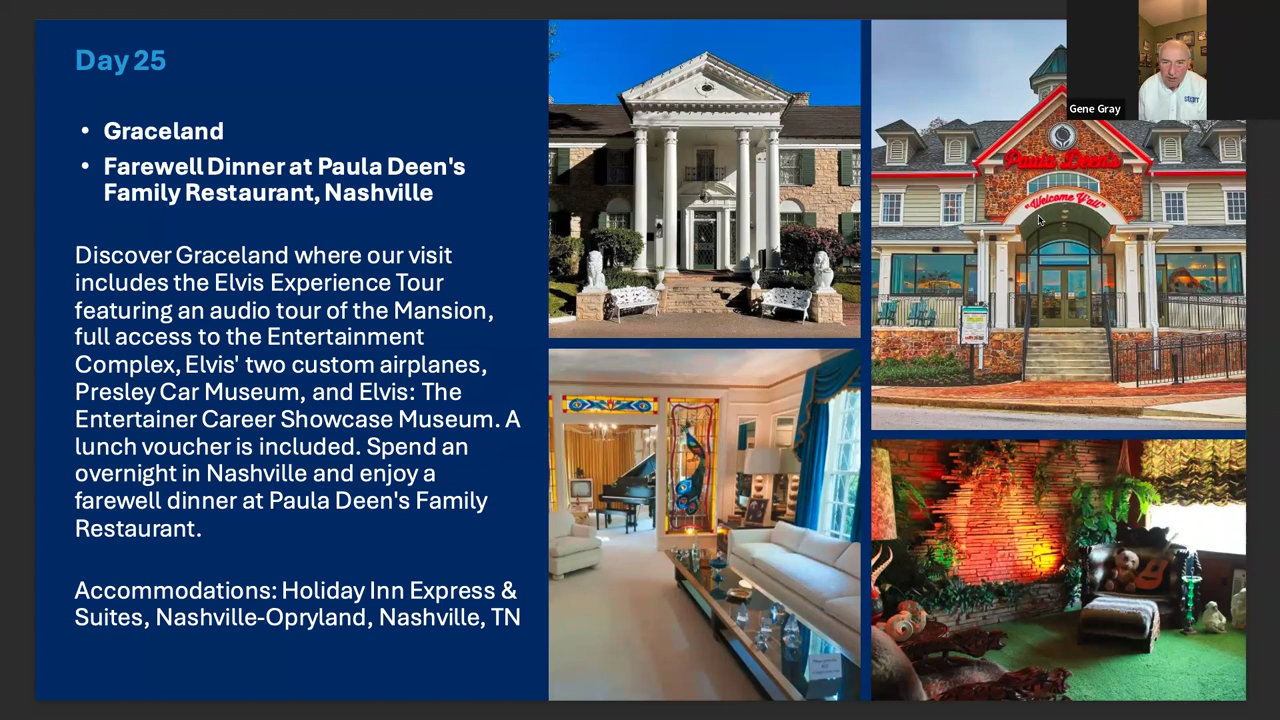 Day 25
• Graceland
• Farewell Dinner at Paula Deen's
Family Restaurant, Nashville
Discover Graceland where our visit
includes the Elvis Experience Tour
featuring an audio tour of the Mansion,
full access to the Entertainment
Complex, Elvis' two custom airplanes,
Presley Car Museum, and Elvis: The
Entertainer Career Showcase Museum. A
lunch voucher is included. Spend an
overnight in Nashville and enjoy a
farewell dinner at Paula Deen's Family
Restaurant.
Accommodations: Holiday Inn Express &
Suites, Nashville-Opryland, Nashville, TN
Paula Deen's
"Welcome Y'all"
Gene Gray